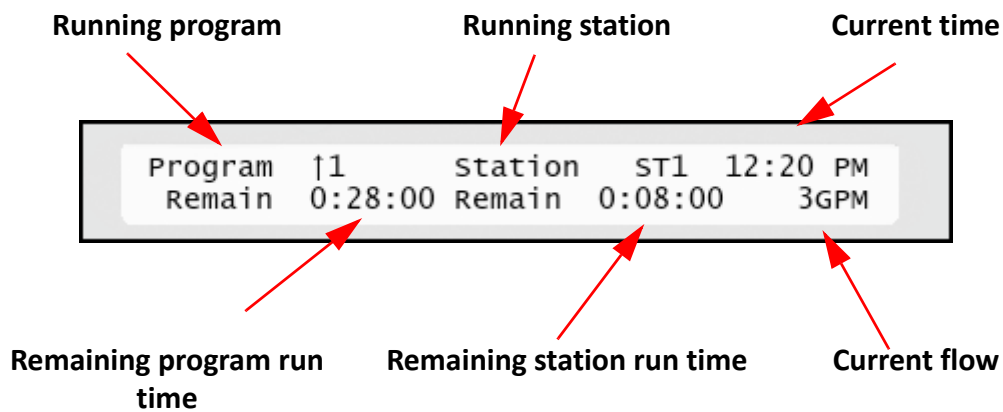 Running program Running station Current time
Program ↑1 Station ST1 12:20 PM
Remain 0:28:00 Remain 0:08:00 3GPM
Remaining program run time
Remaining station run time
Current flow